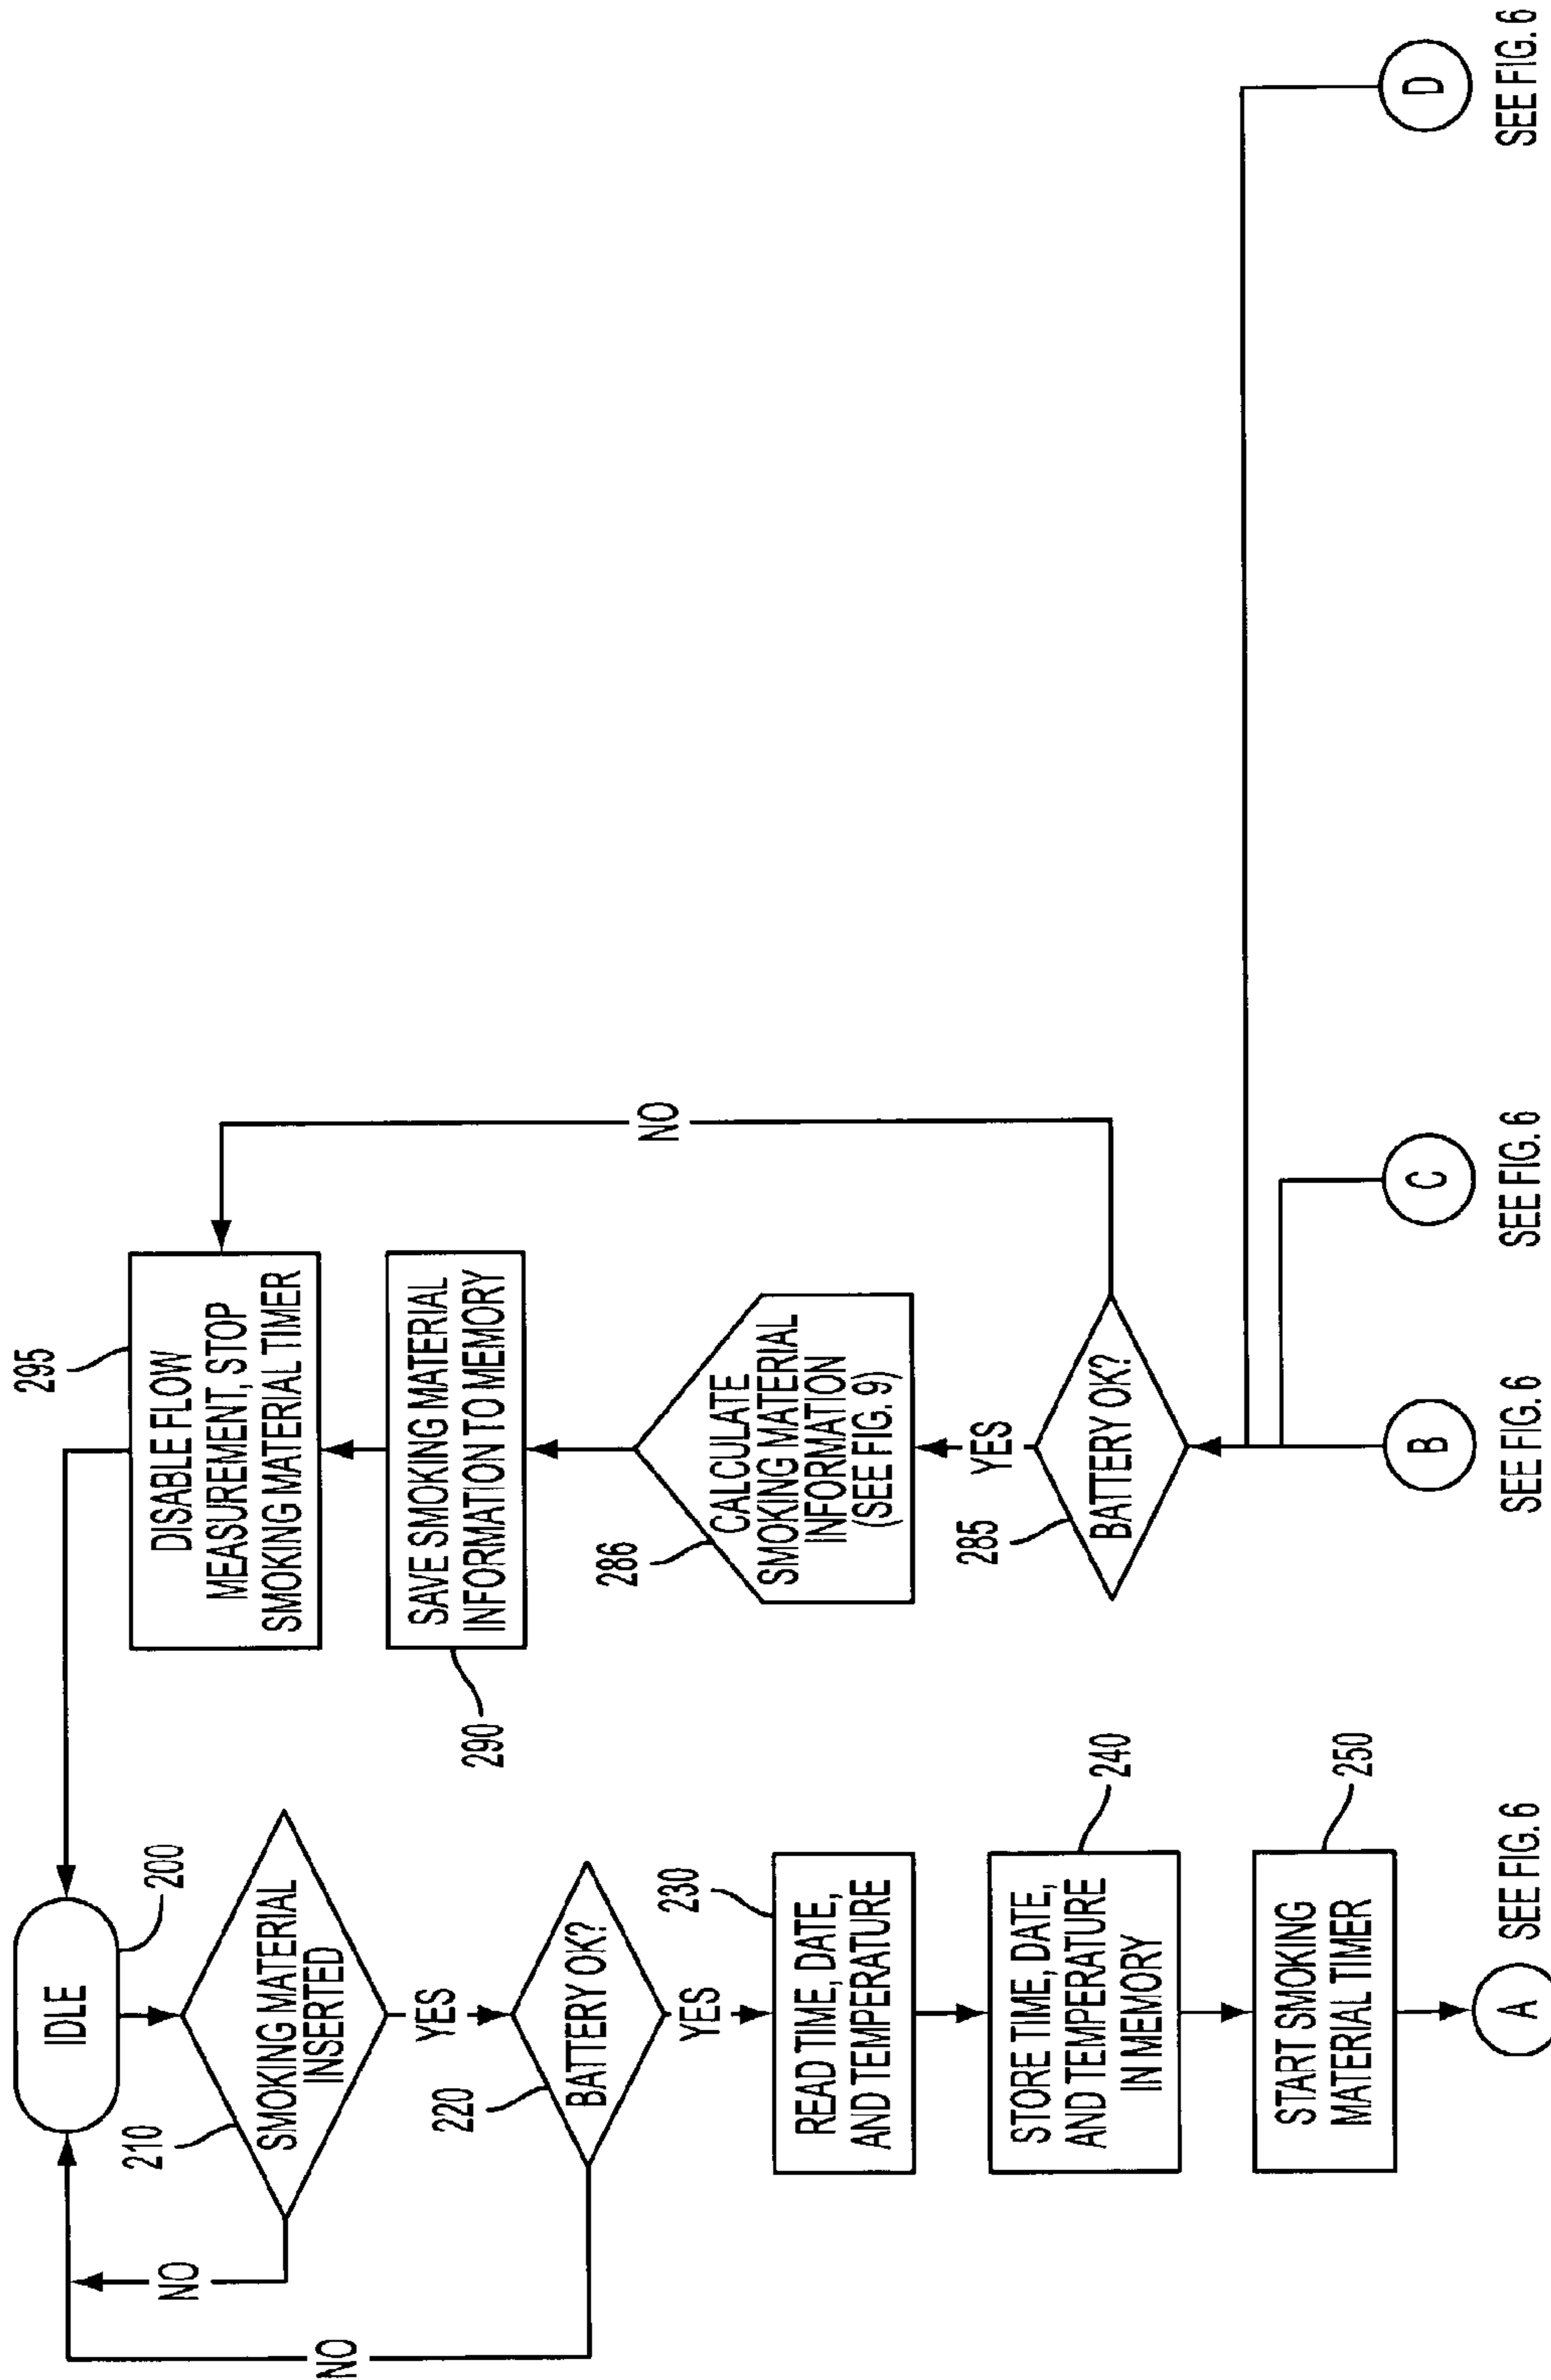 IDLE
200
210
SMOKING MATERIAL
INSERTED
NO
YES
220
BATTERY OK?
NO
YES
230
READ TIME, DATE,
AND TEMPERATURE
240
STORE TIME, DATE,
AND TEMPERATURE
IN MEMORY
250
START SMOKING
MATERIAL TIMER
A
SEE FIG. 6
295
DISABLE FLOW
MEASUREMENT, STOP
SMOKING MATERIAL TIMER
290
SAVE SMOKING MATERIAL
INFORMATION TO MEMORY
286
CALCULATE
SMOKING MATERIAL
INFORMATION
(SEE FIG. 9)
YES
NO
285
BATTERY OK?
B
SEE FIG. 6
C
SEE FIG. 6
D
SEE FIG. 6